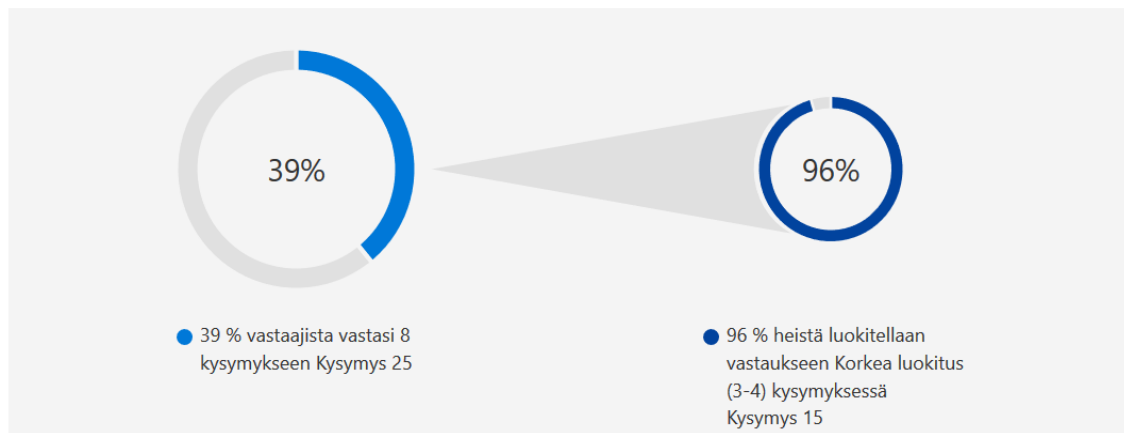 39%
96%
39 % vastaajista vastasi 8
kysymykseen Kysymys 25
96 % heistä luokitellaan
vastaukseen Korkea luokitus
(3-4) kysymyksessä
Kysymys 15